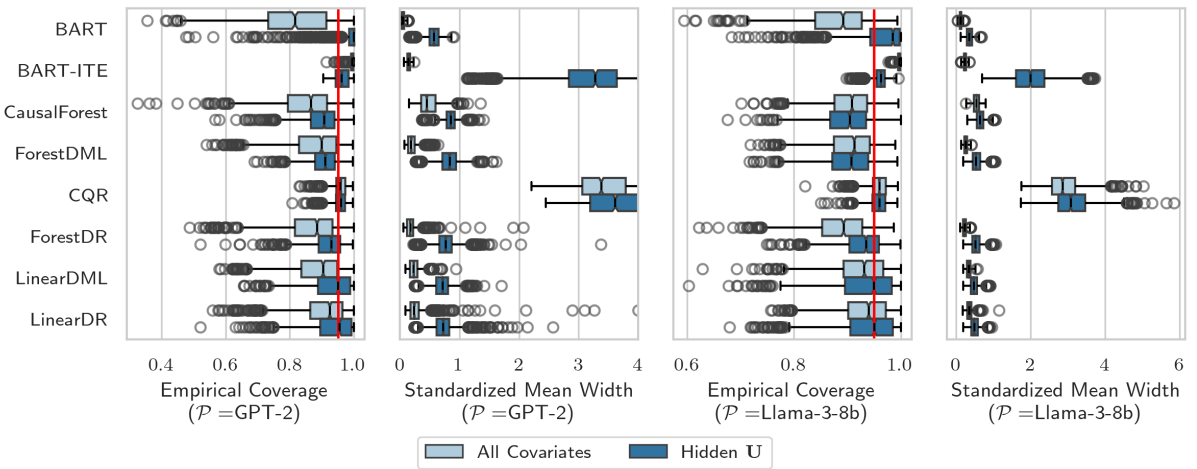 BART
BART-ITE
CausalForest
ForestDML
CQR
ForestDR
LinearDML
LinearDR
0.4 0.6 0.8 1.0
Empirical Coverage
(𝒫 =GPT-2)
0 1 2 3 4
Standardized Mean Width
(𝒫 =GPT-2)
0.6 0.8 1.0
Empirical Coverage
(𝒫 =Llama-3-8b)
0 2 4 6
Standardized Mean Width
(𝒫 =Llama-3-8b)
All Covariates Hidden U